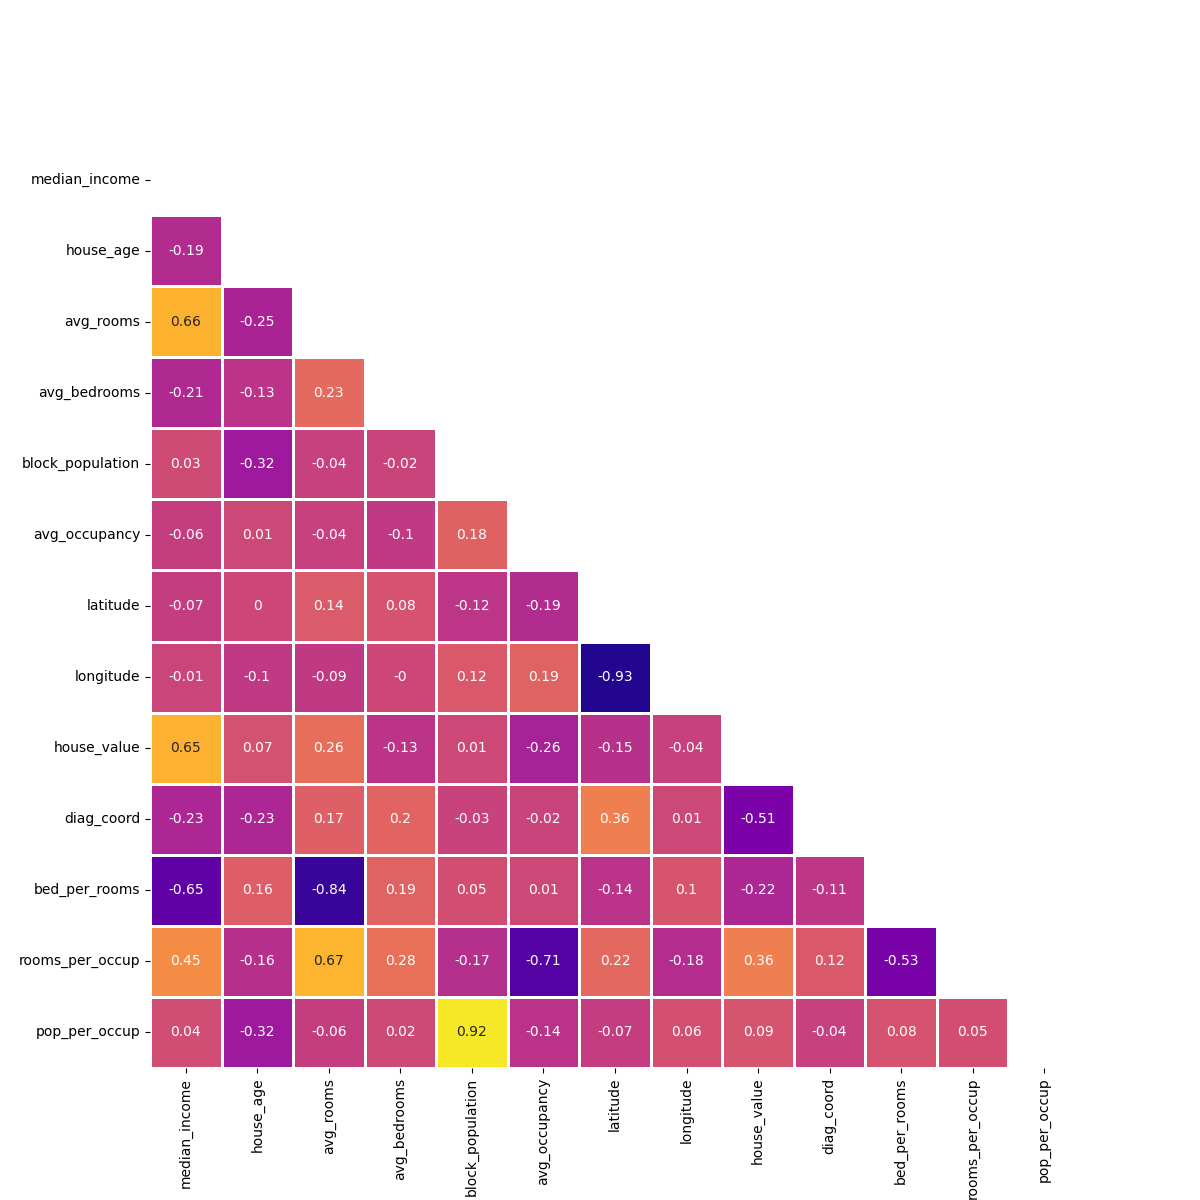 median_income
house_age -0.19
avg_rooms 0.66 -0.25
avg_bedrooms -0.21 -0.13 0.23
block_population 0.03 -0.32 -0.04 -0.02
avg_occupancy -0.06 0.01 -0.04 -0.1 0.18
latitude -0.07 0 0.14 0.08 -0.12 -0.19
longitude -0.01 -0.1 -0.09 -0 0.12 0.19 -0.93
house_value 0.65 0.07 0.26 -0.13 0.01 -0.26 -0.15 -0.04
diag_coord -0.23 -0.23 0.17 0.2 -0.03 -0.02 0.36 0.01 -0.51
bed_per_rooms -0.65 0.16 -0.84 0.19 0.05 0.01 -0.14 0.1 -0.22 -0.11
rooms_per_occup 0.45 -0.16 0.67 0.28 -0.17 -0.71 0.22 -0.18 0.36 0.12 -0.53
pop_per_occup 0.04 -0.32 -0.06 0.02 0.92 -0.14 -0.07 0.06 0.09 -0.04 0.08 0.05
median_income
house_age
avg_rooms
avg_bedrooms
block_population
avg_occupancy
latitude
longitude
house_value
diag_coord
bed_per_rooms
rooms_per_occup
pop_per_occup